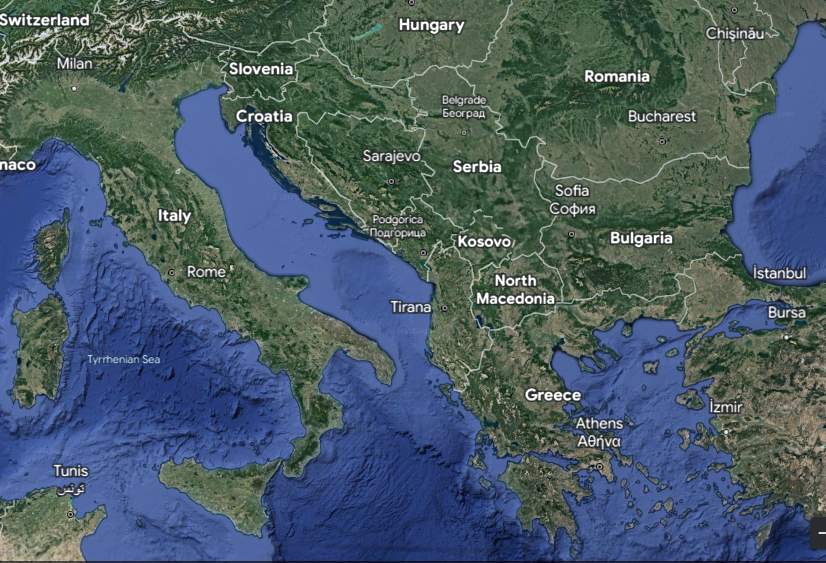 Switzerland
Hungary
Chișinău
Milan
Slovenia
Romania
Croatia
Belgrade
Београд
Bucharest
naco
Sarajevo
Serbia
Sofia
София
Italy
Podgorica
Подгорица
Kosovo
Bulgaria
Rome
North
Macedonia
İstanbul
Tirana
Bursa
Tyrrhenian Sea
Greece
İzmir
Athens
Αθήνα
Tunis
تونس